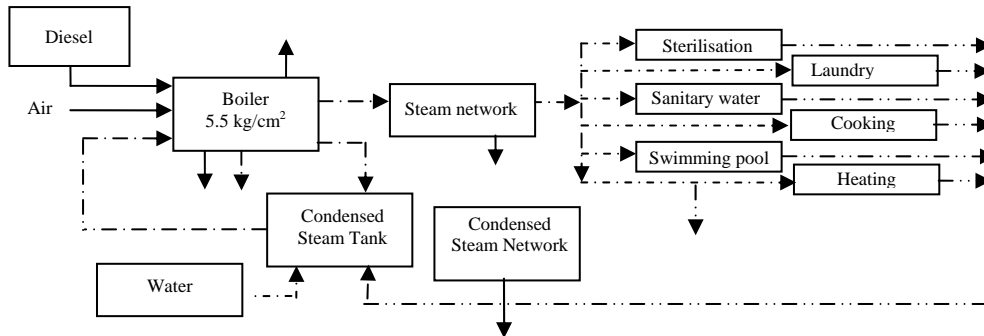 Diesel
Air
Boiler
5.5 kg/cm²
Steam network
Sterilisation
Laundry
Sanitary water
Cooking
Swimming pool
Heating
Condensed
Steam Tank
Condensed
Steam Network
Water